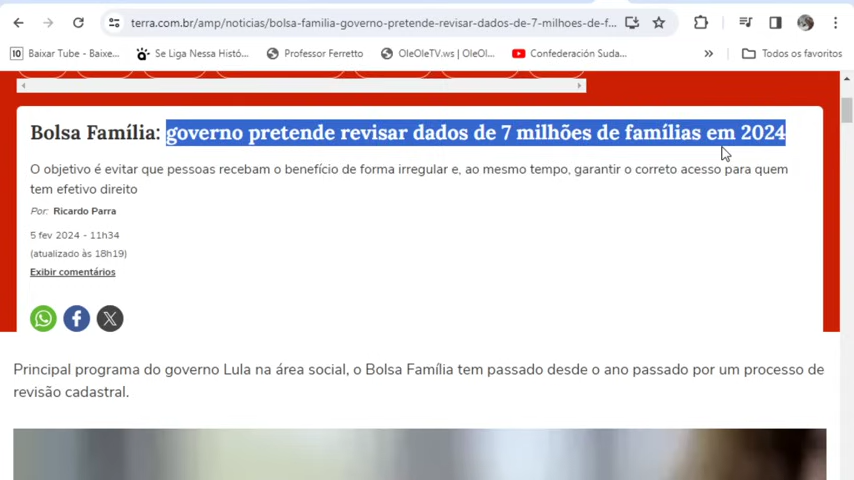 terra.com.br/amp/noticias/bolsa-familia-governo-pretende-revisar-dados-de-7-milhoes-de-f...
10 Baixar Tube - Baixe... Se Liga Nessa Histó... Professor Ferretto OleOleTV.ws | OleOl... Confederación Suda... » Todos os favoritos
Bolsa Família: governo pretende revisar dados de 7 milhões de famílias em 2024
O objetivo é evitar que pessoas recebam o benefício de forma irregular e, ao mesmo tempo, garantir o correto acesso para quem
tem efetivo direito
Por: Ricardo Parra
5 fev 2024 - 11h34
(atualizado às 18h19)
Exibir comentários
Principal programa do governo Lula na área social, o Bolsa Família tem passado desde o ano passado por um processo de
revisão cadastral.